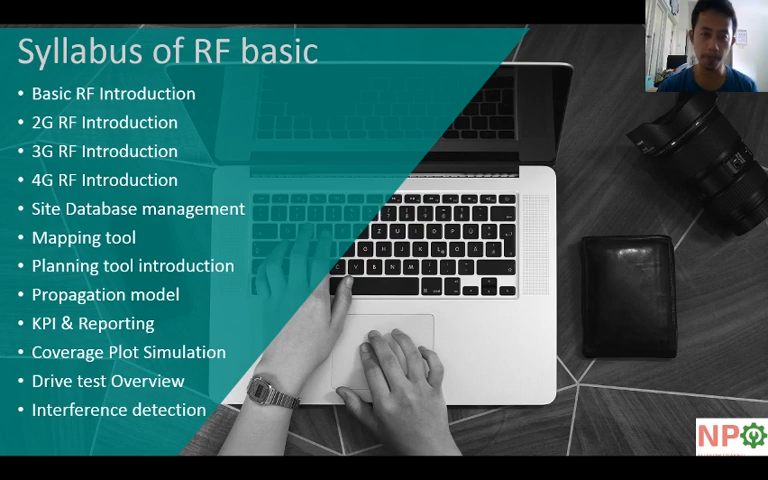 Syllabus of RF basic
• Basic RF Introduction
• 2G RF Introduction
• 3G RF Introduction
• 4G RF Introduction
• Site Database management
• Mapping tool
• Planning tool introduction
• Propagation model
• KPI & Reporting
• Coverage Plot Simulation
• Drive test Overview
• Interference detection
NPO